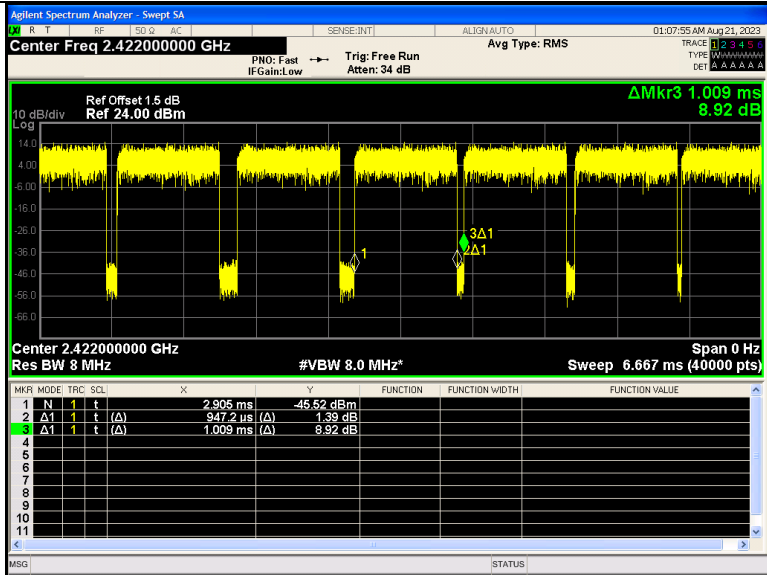 Agilent Spectrum Analyzer - Swept SA
LXI R T RF 50 Ω AC SENSE:INT ALIGN AUTO 01:07:55 AM Aug 21, 2023
Center Freq 2.422000000 GHz Avg Type: RMS TRACE 1 2 3 4 5 6
PNO: Fast Trig: Free Run TYPE WWWWWW
IFGain:Low Atten: 34 dB DET A A A A A A
ΔMkr3 1.009 ms
8.92 dB
Ref Offset 1.5 dB
10 dB/div Ref 24.00 dBm
Log
14.0
4.00
-6.00
-16.0
-26.0
3Δ1
-36.0
1
2Δ1
-46.0
-56.0
-66.0
Center 2.422000000 GHz Span 0 Hz
Res BW 8 MHz #VBW 8.0 MHz* Sweep 6.667 ms (40000 pts)
MKR MODE TRC SCL X Y FUNCTION FUNCTION WIDTH FUNCTION VALUE
1 N 1 t 2.905 ms -45.52 dBm
2 Δ1 1 t (Δ) 947.2 µs (Δ) 1.39 dB
3 Δ1 1 t (Δ) 1.009 ms (Δ) 8.92 dB
4
5
6
7
8
9
10
11
MSG STATUS